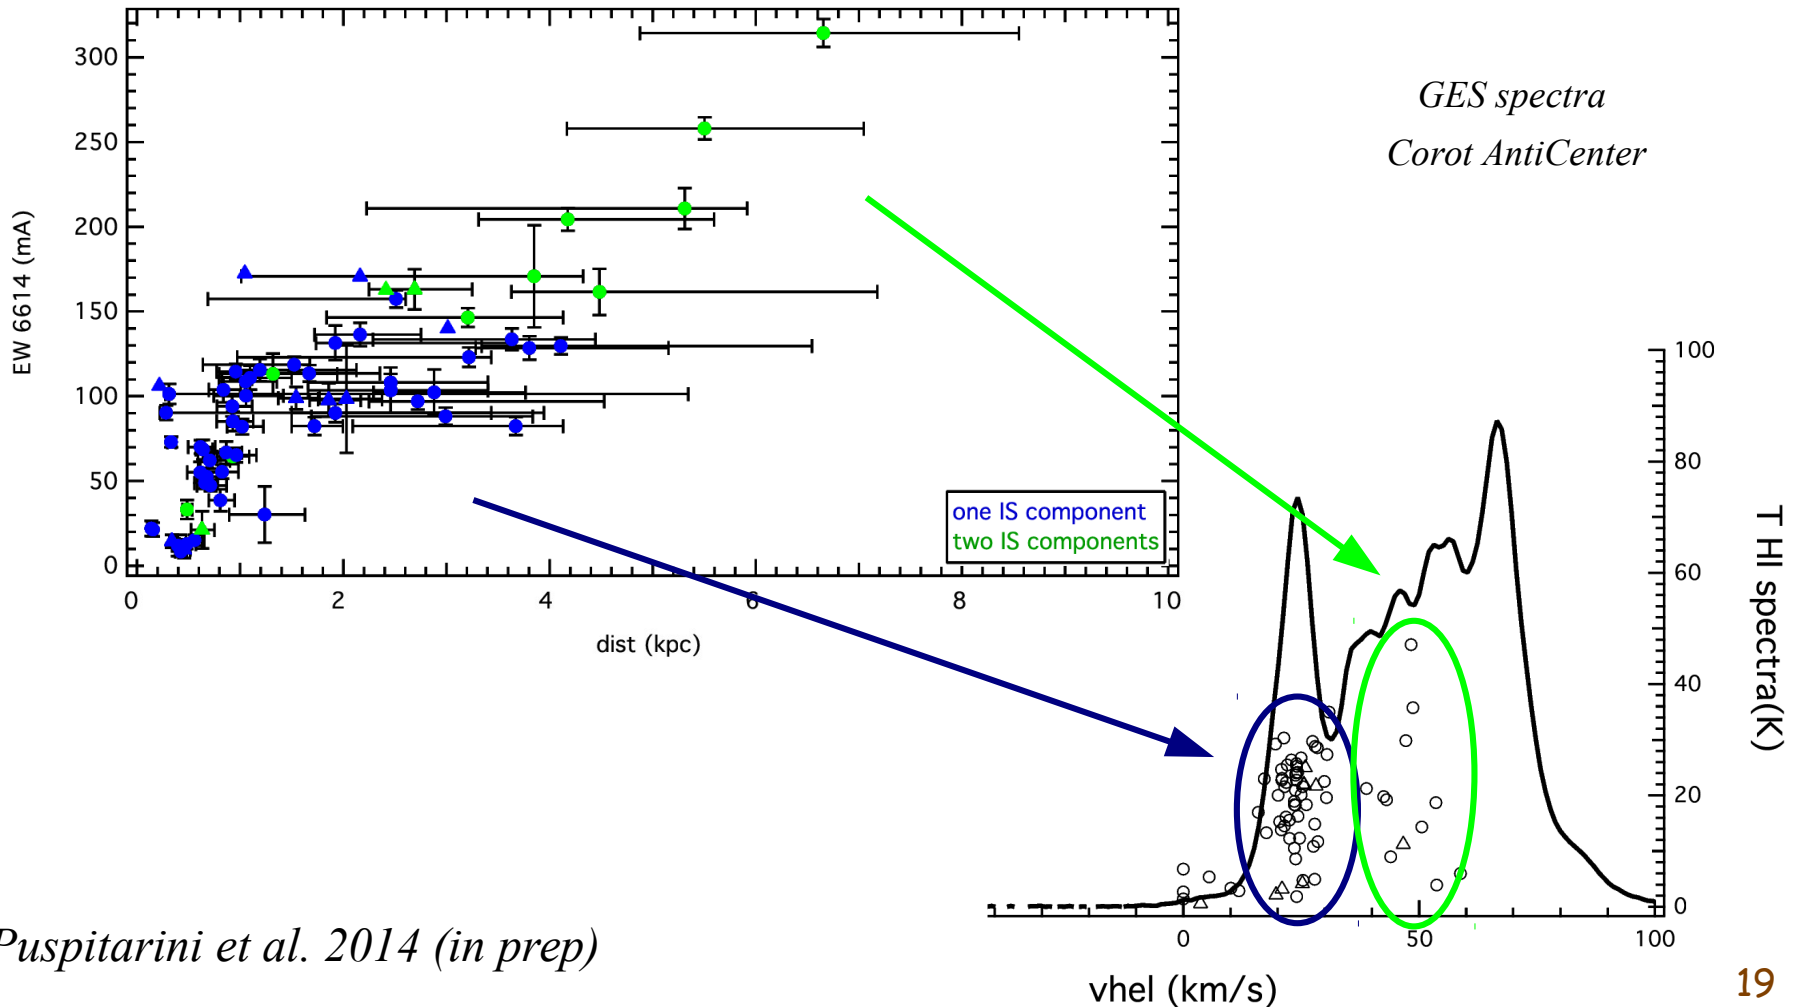 300
250
200
150
100
50
0
EW 6614 (mA)
0 2 4 6 8 10
dist (kpc)
one IS component
two IS components
GES spectra
Corot AntiCenter
100
80
60
40
20
0
T HI spectra(K)
0 50 100
vhel (km/s)
Puspitarini et al. 2014 (in prep)
19